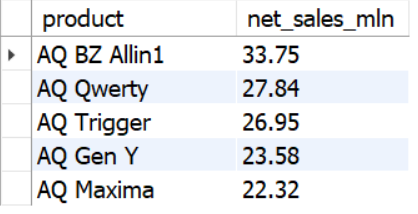 product net_sales_mln
AQ BZ Allin1 33.75
AQ Qwerty 27.84
AQ Trigger 26.95
AQ Gen Y 23.58
AQ Maxima 22.32